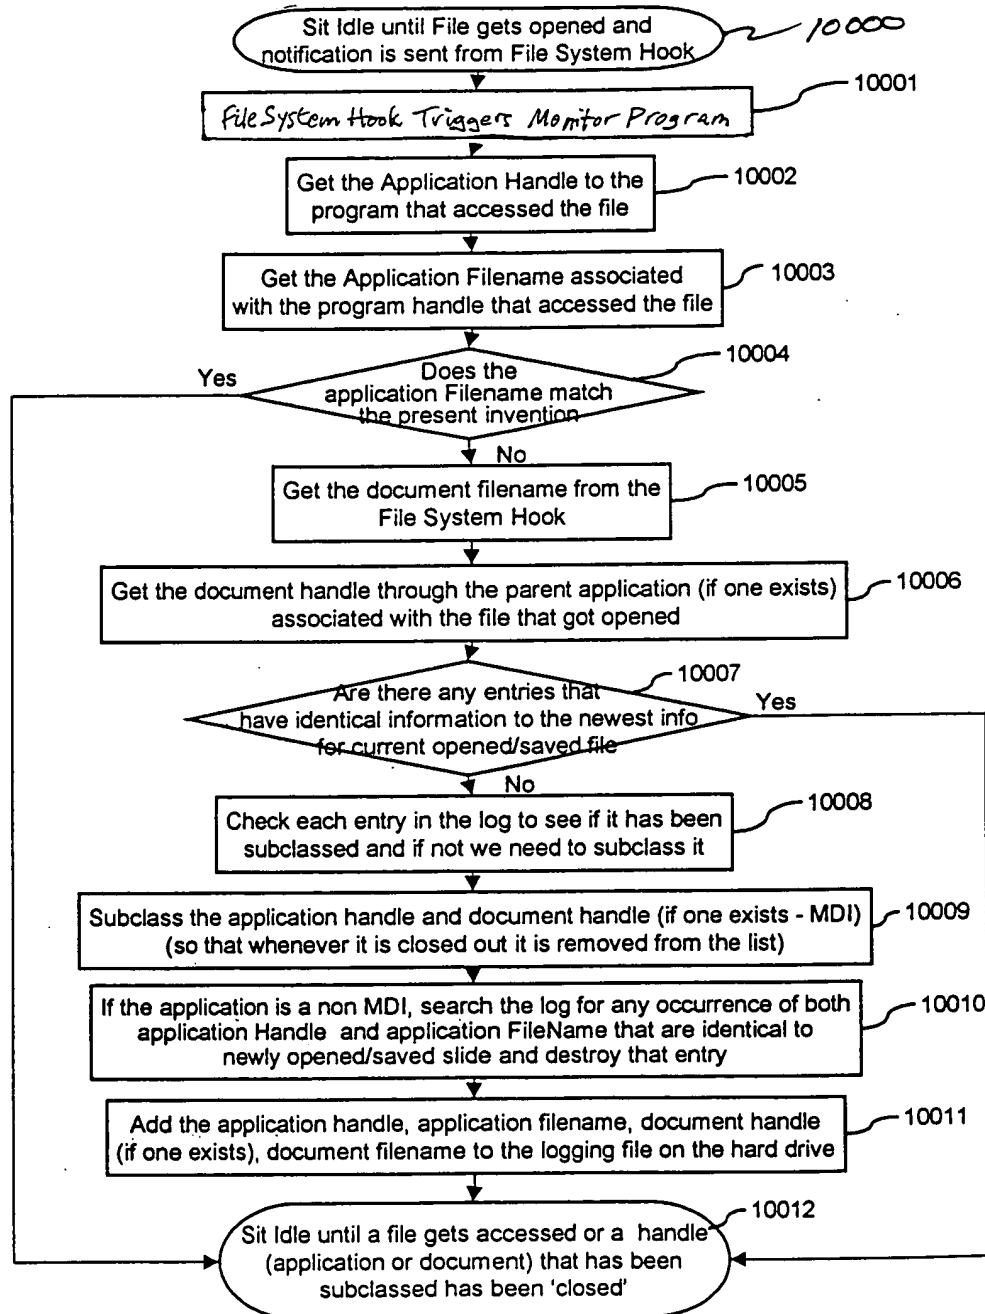 Sit Idle until File gets opened and
notification is sent from File System Hook
10000
File System Hook Triggers Monitor Program
10001
Get the Application Handle to the
program that accessed the file
10002
Get the Application Filename associated
with the program handle that accessed the file
10003
Does the
application Filename match
the present invention
10004
Yes
No
Get the document filename from the
File System Hook
10005
Get the document handle through the parent application (if one exists)
associated with the file that got opened
10006
Are there any entries that
have identical information to the newest info
for current opened/saved file
10007
Yes
No
Check each entry in the log to see if it has been
subclassed and if not we need to subclass it
10008
Subclass the application handle and document handle (if one exists - MDI)
(so that whenever it is closed out it is removed from the list)
10009
If the application is a non MDI, search the log for any occurrence of both
application Handle and application FileName that are identical to
newly opened/saved slide and destroy that entry
10010
Add the application handle, application filename, document handle
(if one exists), document filename to the logging file on the hard drive
10011
Sit Idle until a file gets accessed or a handle
(application or document) that has been
subclassed has been 'closed'
10012